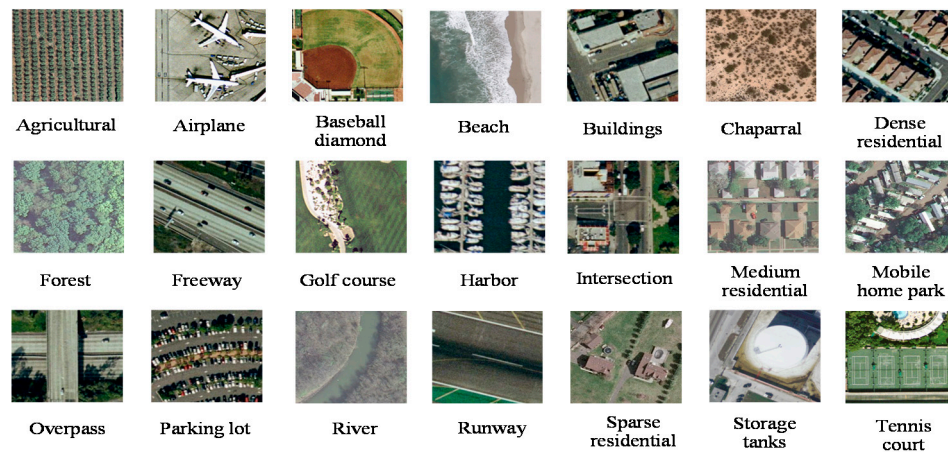 Agricultural
Airplane
Baseball
diamond
Beach
Buildings
Chaparral
Dense
residential
Forest
Freeway
Golf course
Harbor
Intersection
Medium
residential
Mobile
home park
Overpass
Parking lot
River
Runway
Sparse
residential
Storage
tanks
Tennis
court